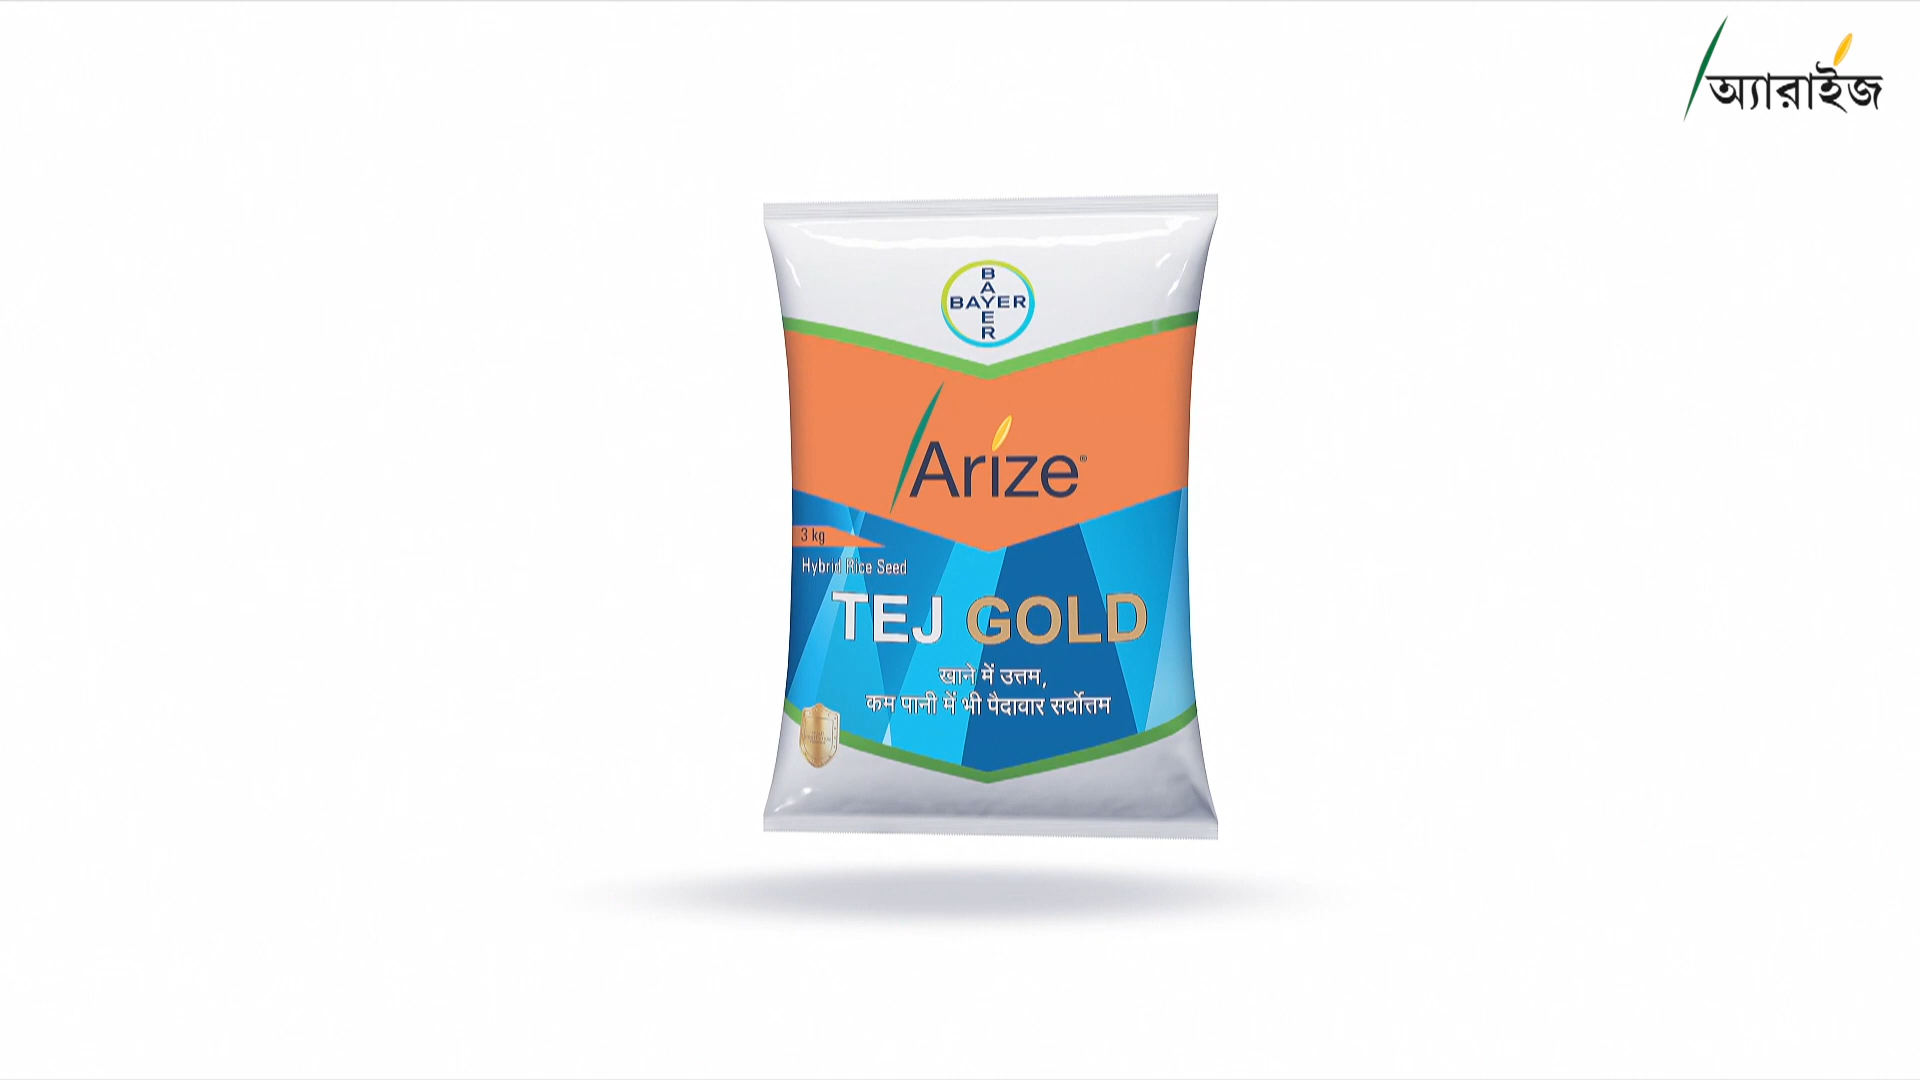 অ্যারাইজ
BAYER
BAYER
Arize®
3 kg
Hybrid Rice Seed
TEJ GOLD
खाने में उत्तम,
कम पानी में भी पैदावार सर्वोत्तम